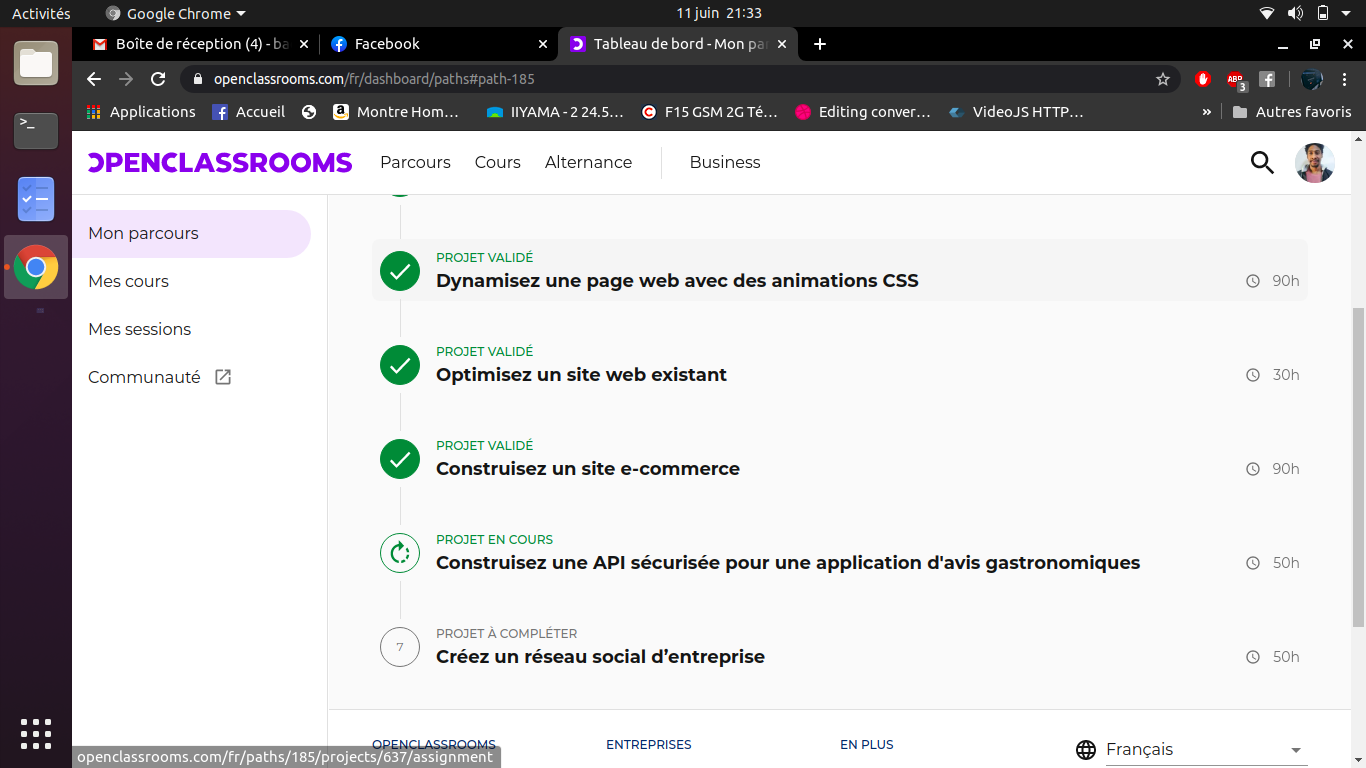 Activités Google Chrome 11 juin 21:33
Boîte de réception (4) - ba Facebook Tableau de bord - Mon pa
openclassrooms.com/fr/dashboard/paths#path-185
ABP 3
Applications Accueil Montre Hom… IIYAMA - 2 24.5… F15 GSM 2G Té… Editing conver… VideoJS HTTP… » Autres favoris
OPENCLASSROOMS Parcours Cours Alternance Business
Mon parcours
Mes cours
Mes sessions
Communauté
PROJET VALIDÉ
Dynamisez une page web avec des animations CSS 90h
PROJET VALIDÉ
Optimisez un site web existant 30h
PROJET VALIDÉ
Construisez un site e-commerce 90h
PROJET EN COURS
Construisez une API sécurisée pour une application d'avis gastronomiques 50h
7 PROJET À COMPLÉTER
Créez un réseau social d’entreprise 50h
OPENCLASSROOMS ENTREPRISES EN PLUS Français
openclassrooms.com/fr/paths/185/projects/637/assignment